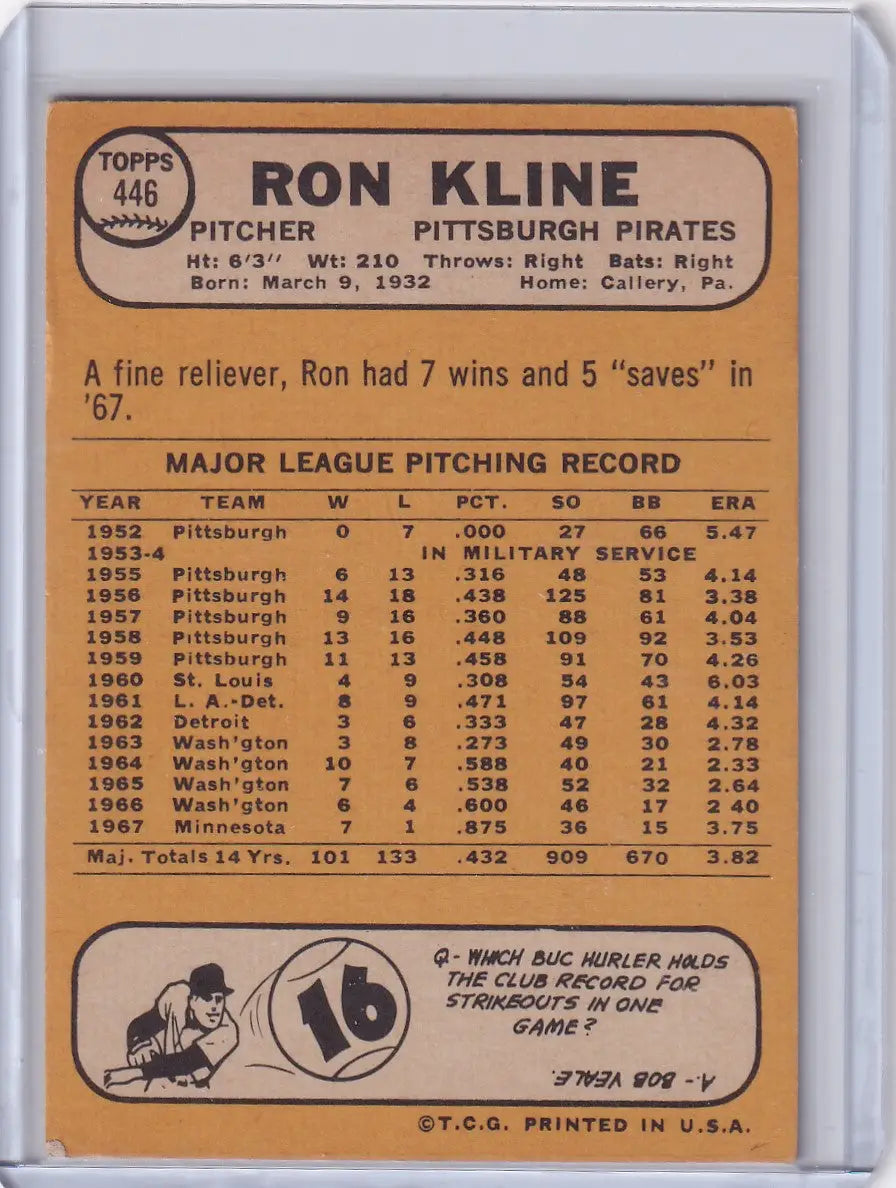 TOPPS
446
RON KLINE
PITCHER PITTSBURGH PIRATES
Ht: 6'3" Wt: 210 Throws: Right Bats: Right
Born: March 9, 1932 Home: Callery, Pa.
A fine reliever, Ron had 7 wins and 5 "saves" in
'67.
MAJOR LEAGUE PITCHING RECORD
YEAR TEAM W L PCT. SO BB ERA
1952 Pittsburgh 0 7 .000 27 66 5.47
1953-4 IN MILITARY SERVICE
1955 Pittsburgh 6 13 .316 48 53 4.14
1956 Pittsburgh 14 18 .438 125 81 3.38
1957 Pittsburgh 9 16 .360 88 61 4.04
1958 Pittsburgh 13 16 .448 109 92 3.53
1959 Pittsburgh 11 13 .458 91 70 4.26
1960 St. Louis 4 9 .308 54 43 6.03
1961 L. A.-Det. 8 9 .471 97 61 4.14
1962 Detroit 3 6 .333 47 28 4.32
1963 Wash'gton 3 8 .273 49 30 2.78
1964 Wash'gton 10 7 .588 40 21 2.33
1965 Wash'gton 7 6 .538 52 32 2.64
1966 Wash'gton 6 4 .600 46 17 2 40
1967 Minnesota 7 1 .875 36 15 3.75
Maj. Totals 14 Yrs. 101 133 .432 909 670 3.82
16
Q- WHICH BUC HURLER HOLDS
THE CLUB RECORD FOR
STRIKEOUTS IN ONE
GAME?
A- BOB VEALE.
©T.C.G. PRINTED IN U.S.A.